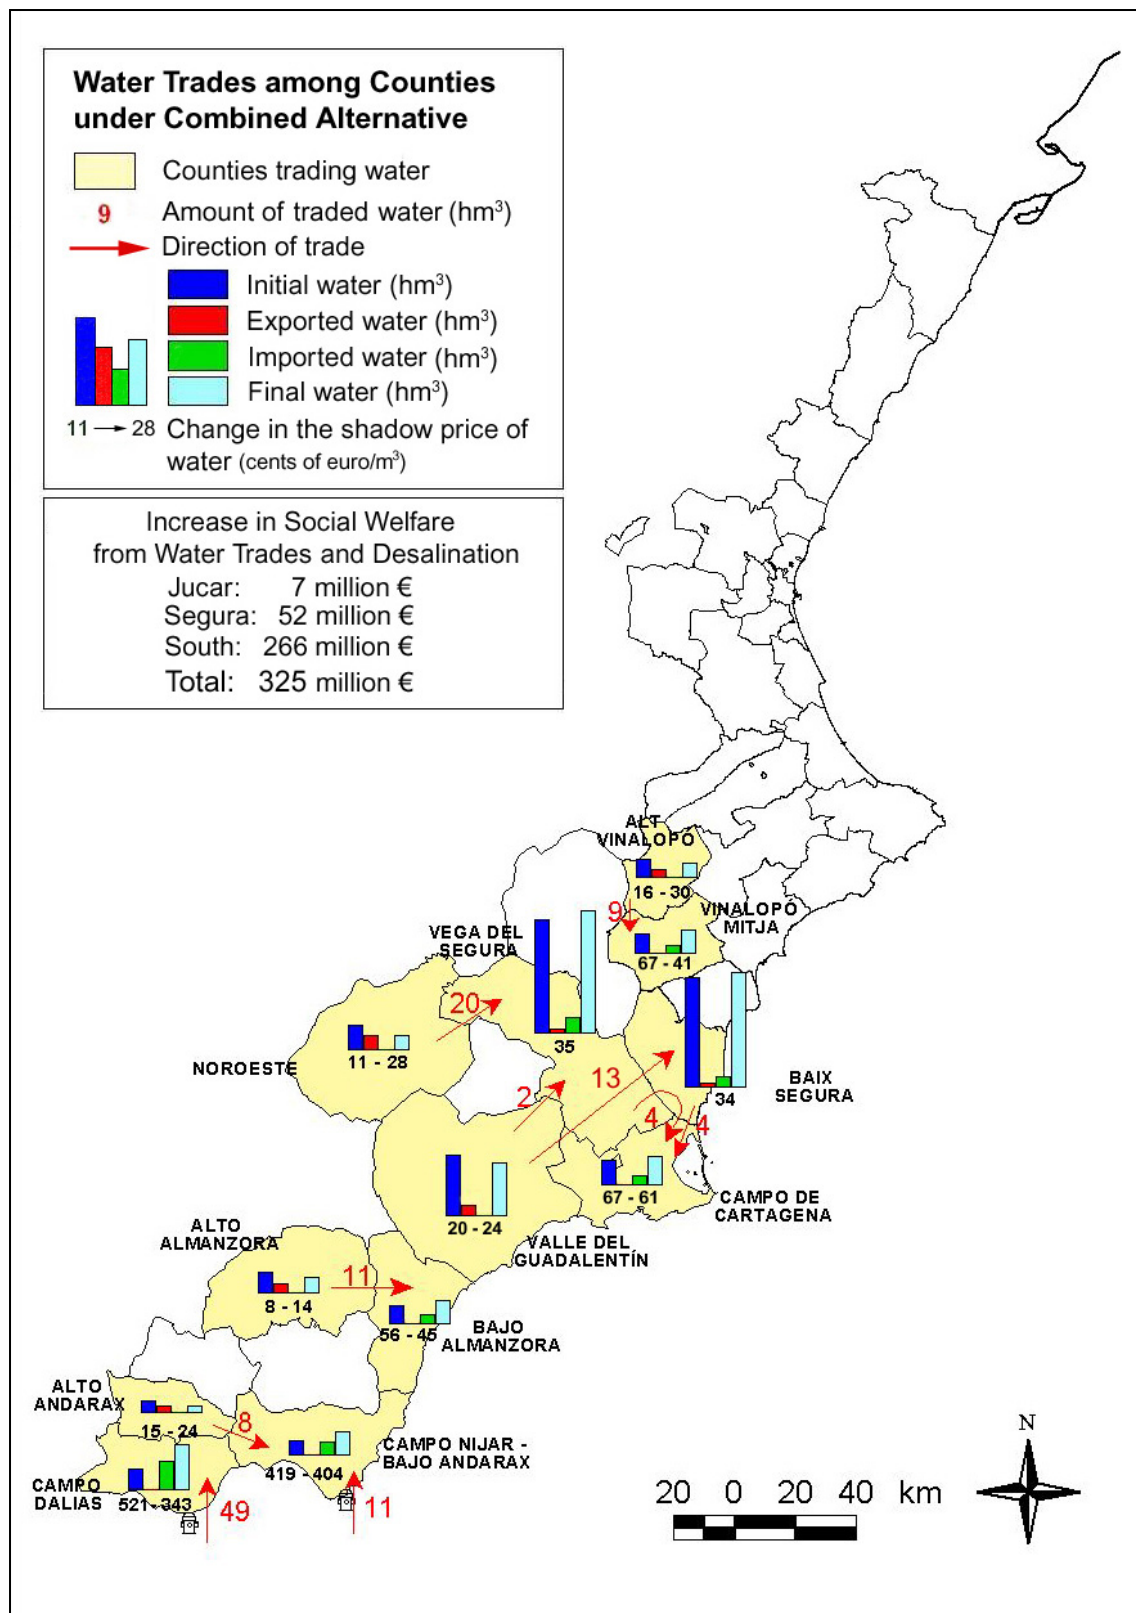 Water Trades among Counties
under Combined Alternative
Counties trading water
9 Amount of traded water (hm³)
Direction of trade
Initial water (hm³)
Exported water (hm³)
Imported water (hm³)
Final water (hm³)
11 → 28 Change in the shadow price of
water (cents of euro/m³)
Increase in Social Welfare
from Water Trades and Desalination
Jucar: 7 million €
Segura: 52 million €
South: 266 million €
Total: 325 million €
ALT
VINALOPÓ
16 - 30
9
VINALOPÓ
MITJA
67 - 41
VEGA DEL
SEGURA
20
35
NOROESTE
11 - 28
2
13
BAIX
SEGURA
34
4
4
67 - 61
CAMPO DE
CARTAGENA
20 - 24
VALLE DEL
GUADALENTÍN
ALTO
ALMANZORA
11
8 - 14
56 - 45
BAJO
ALMANZORA
ALTO
ANDARAX
15 - 24
8
CAMPO NIJAR -
BAJO ANDARAX
419 - 404
CAMPO
DALIAS
521 - 343
49
11
20 0 20 40 km
N